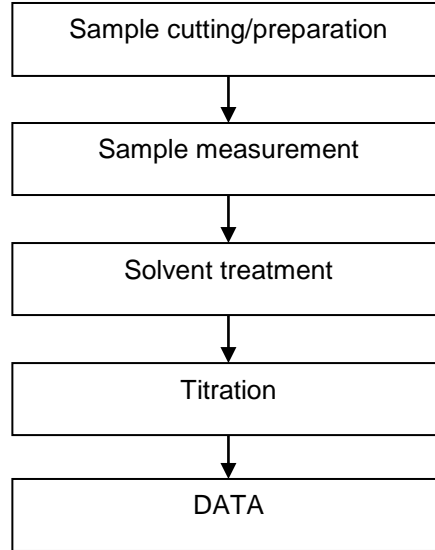 Sample cutting/preparation
Sample measurement
Solvent treatment
Titration
DATA